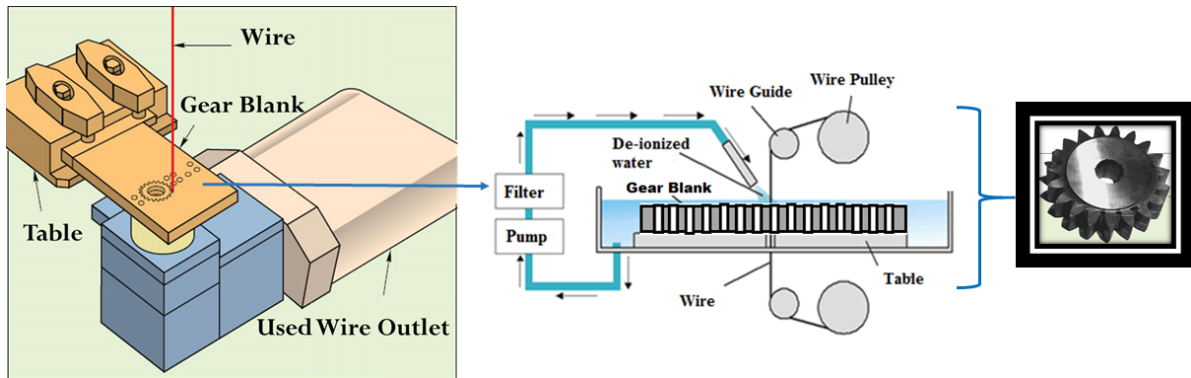 Wire
Gear Blank
Table
Used Wire Outlet
Wire Guide
Wire Pulley
De-ionized
water
Filter
Gear Blank
Pump
Table
Wire